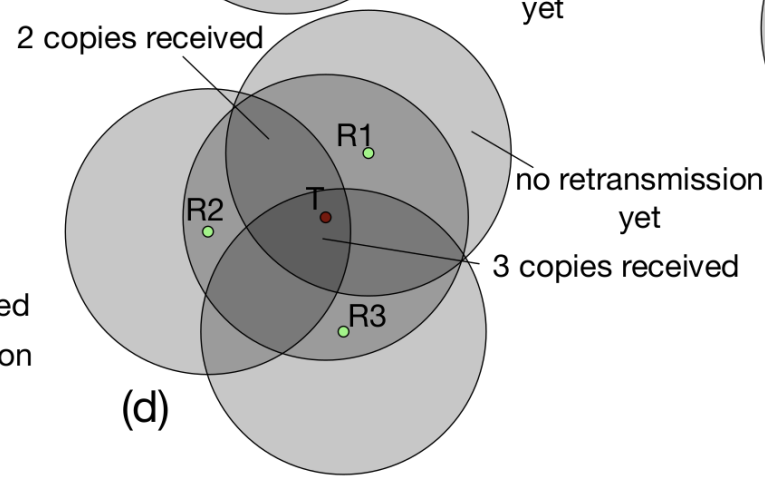 yet
2 copies received
R1
no retransmission
yet
T
R2
3 copies received
ed
R3
on
(d)